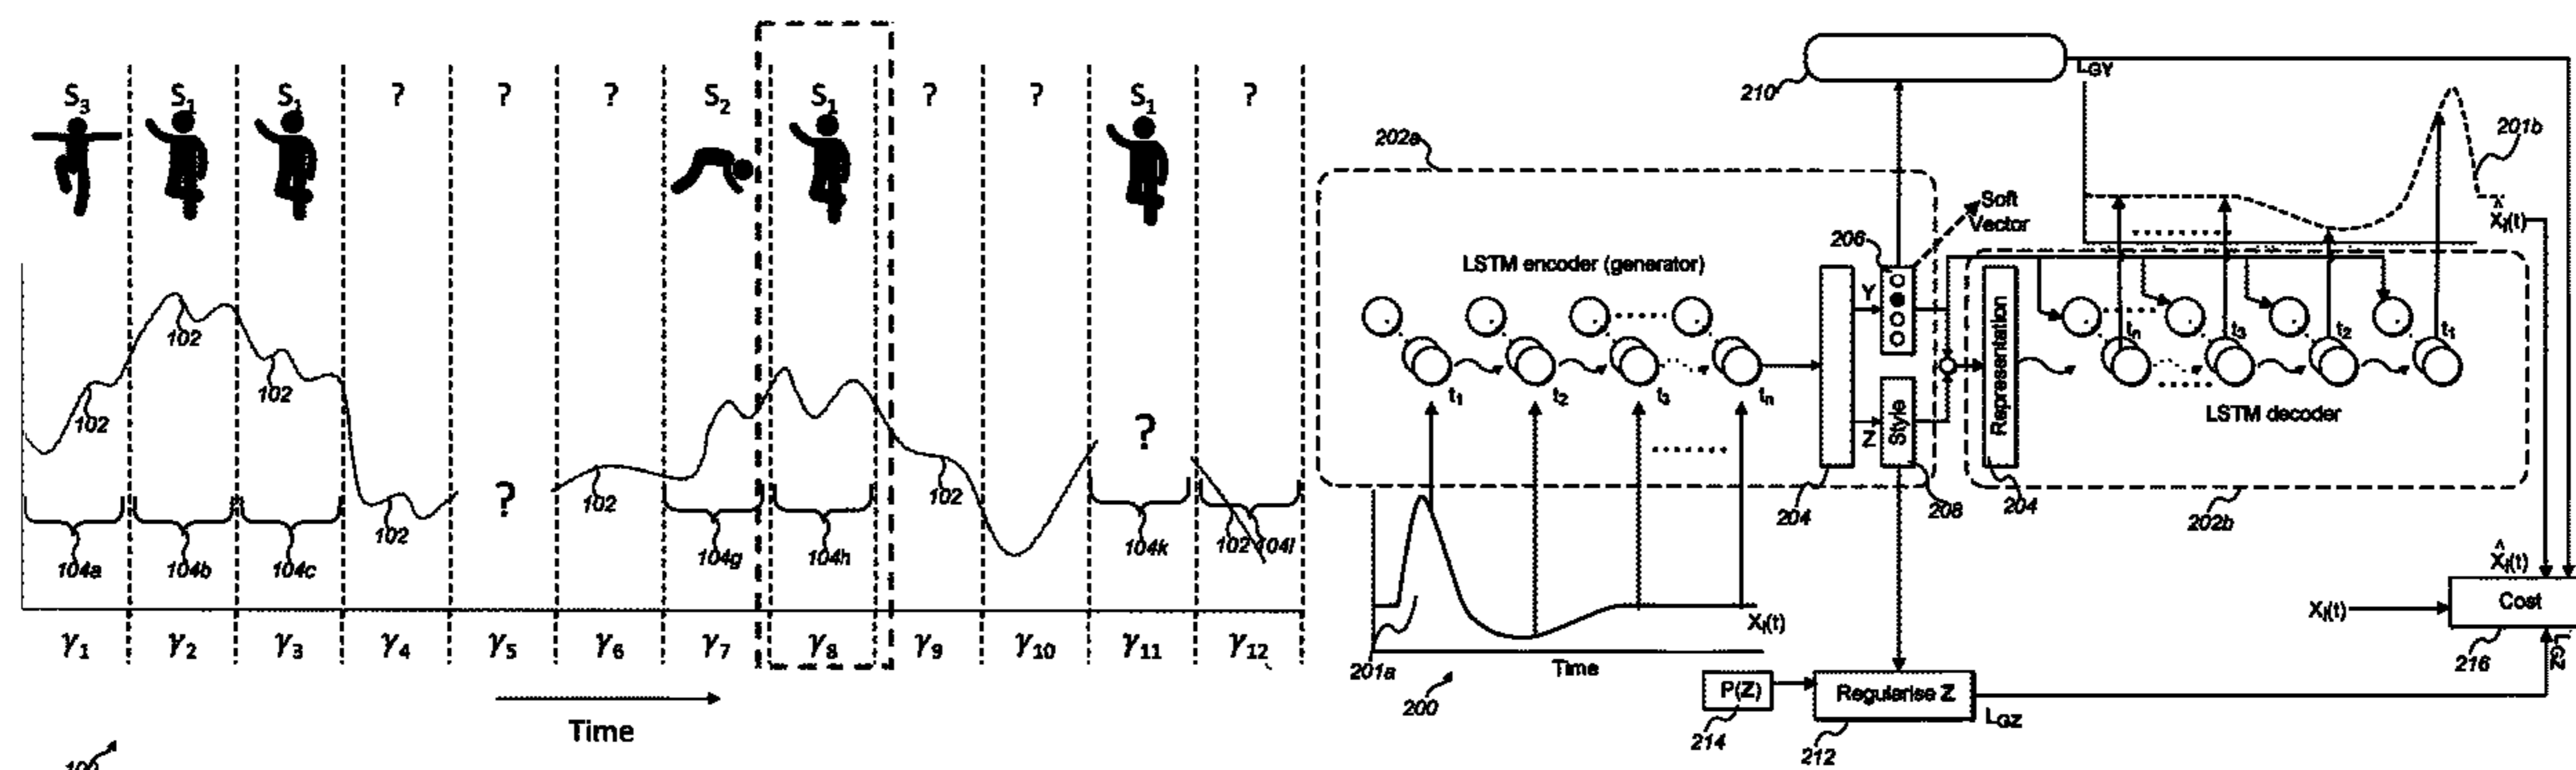 S3 S1 S1 ? ? ? S2 S1 ? ? S1 ?
102 102 102 102 ? 102 102 ? 102
104a 104b 104c 104g 104h 104k 104l
γ1 γ2 γ3 γ4 γ5 γ6 γ7 γ8 γ9 γ10 γ11 γ12
Time
100
210
LGY
202a
201b
Soft
Vector
206
X̂i(t)
LSTM encoder (generator)
Y
Z
Style
Representation
t1 t2 t3 tn
tn t3 t2 t1
LSTM decoder
204
208
204
202b
Xi(t)
Time
201a
200
P(Z)
214
Regularise Z
212
LGZ
X̂i(t)
Xi(t)
Cost
216
LGZ